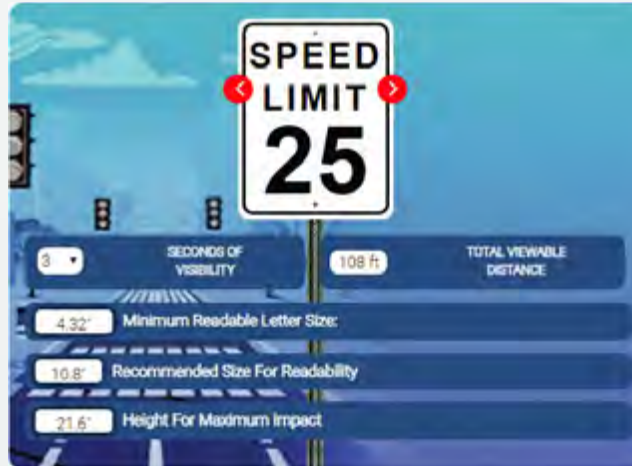 SPEED
LIMIT
25
3
SECONDS OF
VISIBILITY
108 ft
TOTAL VIEWABLE
DISTANCE
4.32" Minimum Readable Letter Size:
10.8" Recommended Size For Readability
21.6" Height For Maximum Impact